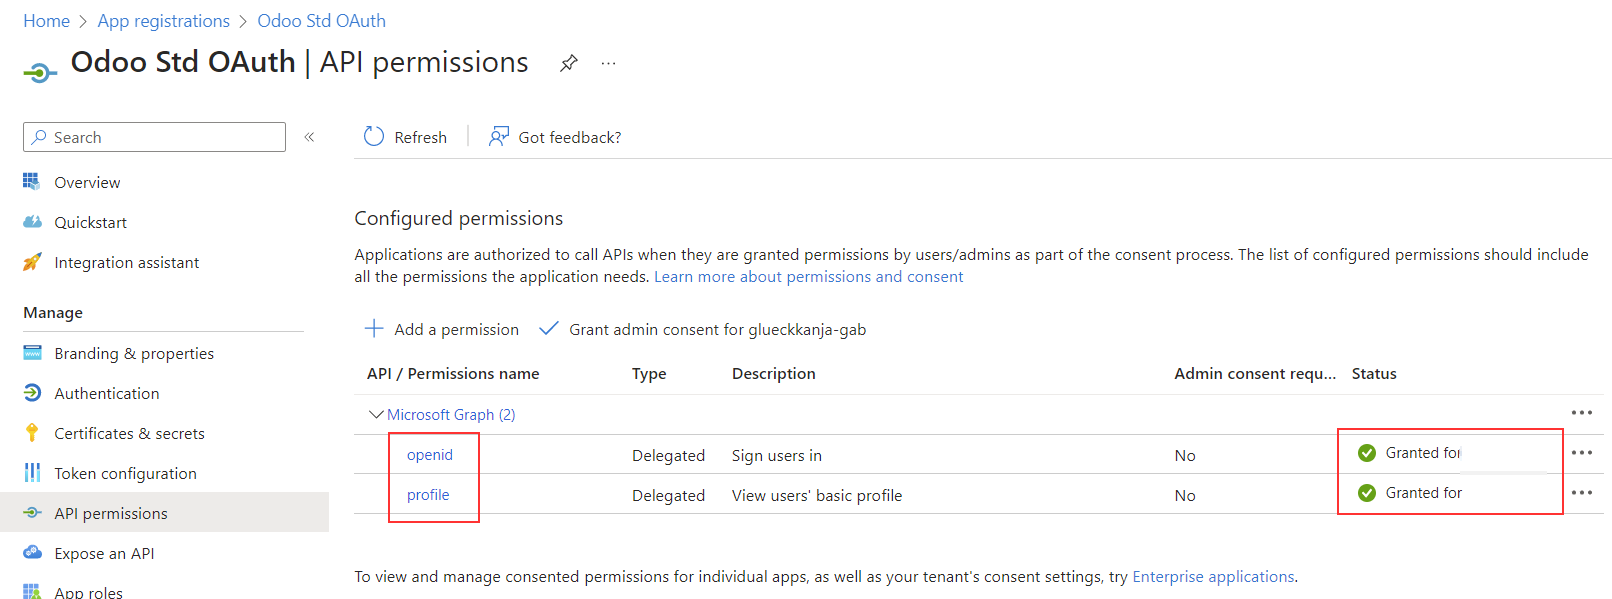 Home > App registrations > Odoo Std OAuth
Odoo Std OAuth | API permissions
Search
Overview
Quickstart
Integration assistant
Manage
Branding & properties
Authentication
Certificates & secrets
Token configuration
API permissions
Expose an API
App roles
Refresh
Got feedback?
Configured permissions
Applications are authorized to call APIs when they are granted permissions by users/admins as part of the consent process. The list of configured permissions should include
all the permissions the application needs. Learn more about permissions and consent
Add a permission
Grant admin consent for glueckkanja-gab
API / Permissions name Type Description Admin consent requ... Status
Microsoft Graph (2)
openid Delegated Sign users in No Granted for
profile Delegated View users' basic profile No Granted for
To view and manage consented permissions for individual apps, as well as your tenant's consent settings, try Enterprise applications.